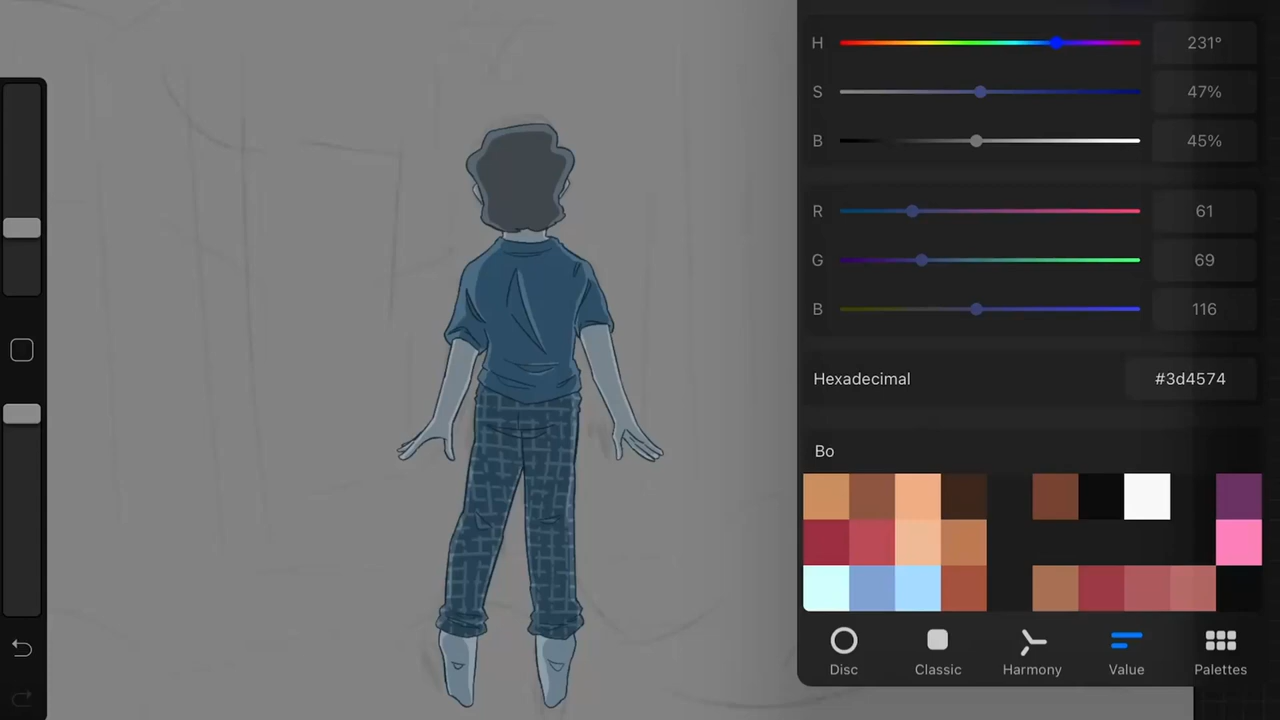 H 231°
S 47%
B 45%
R 61
G 69
B 116
Hexadecimal #3d4574
Bo
Disc Classic Harmony Value Palettes